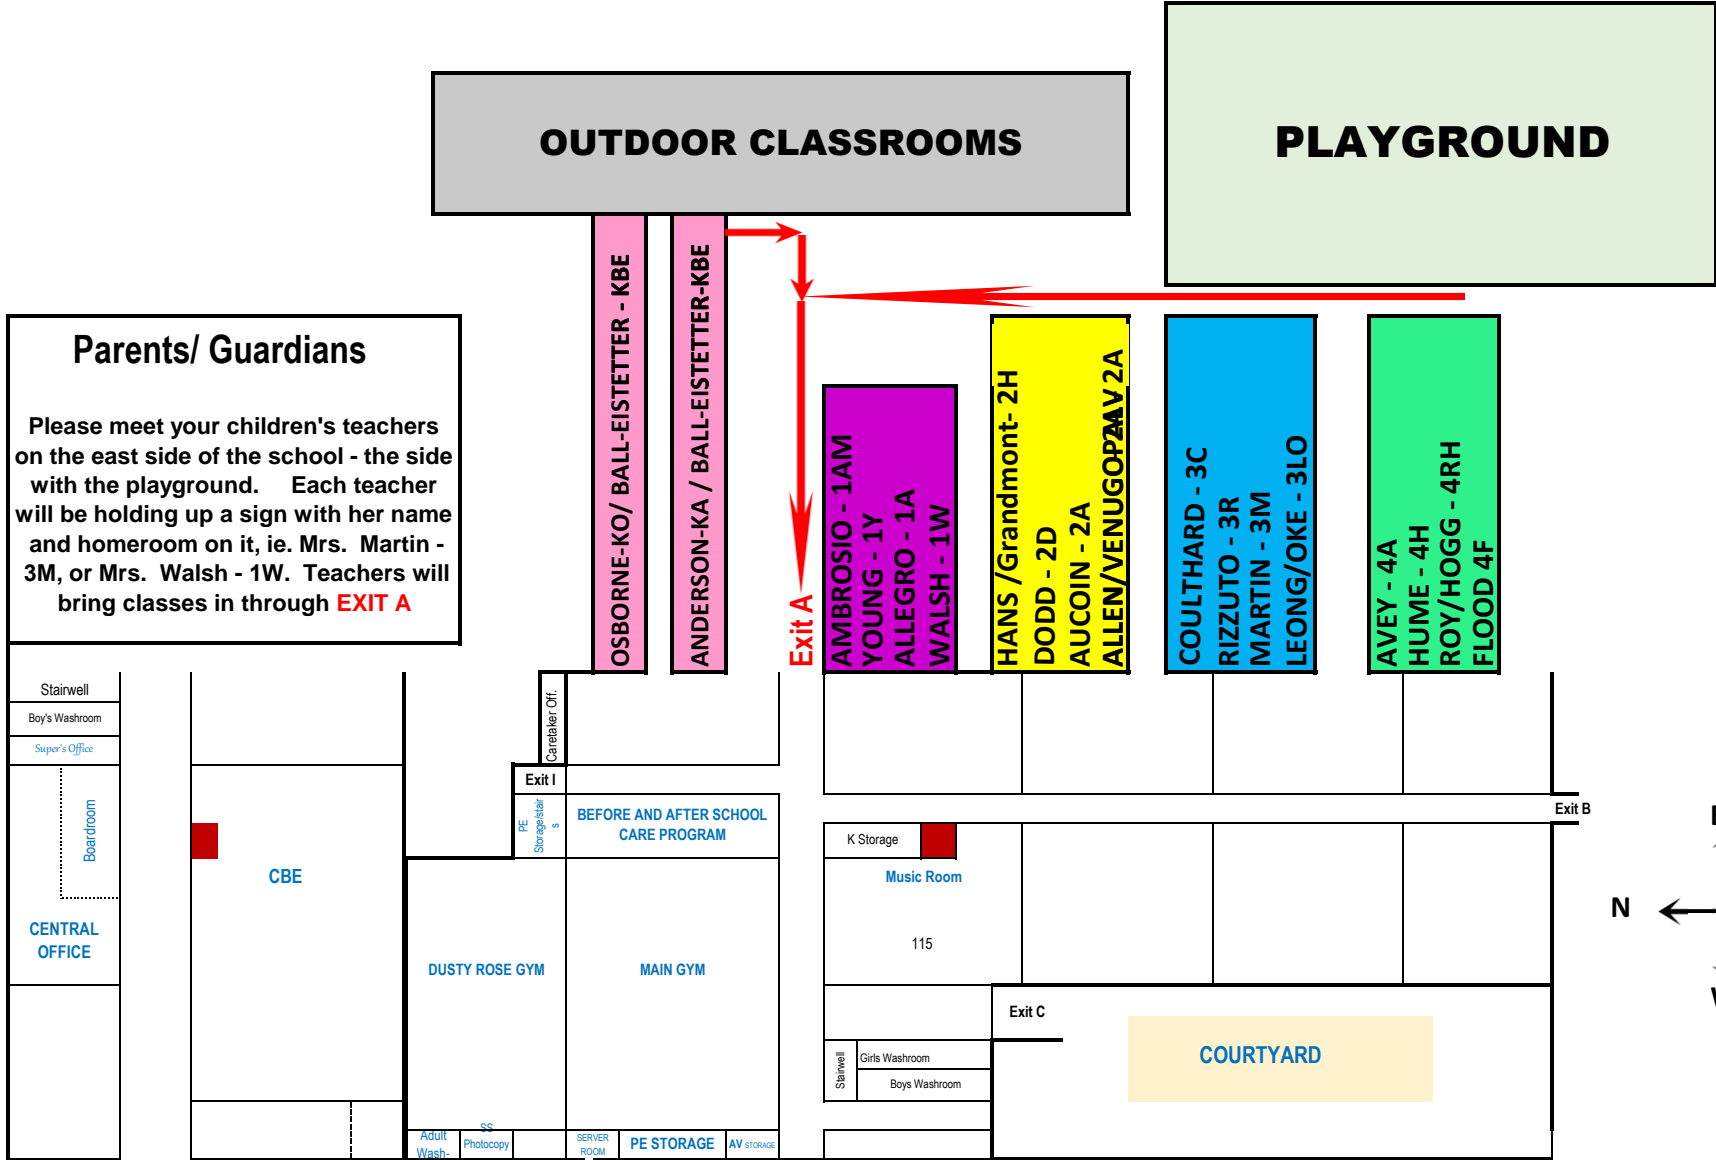 OUTDOOR CLASSROOMS
PLAYGROUND
Parents/ Guardians
Please meet your children's teachers
on the east side of the school - the side
with the playground. Each teacher
will be holding up a sign with her name
and homeroom on it, ie. Mrs. Martin -
3M, or Mrs. Walsh - 1W. Teachers will
bring classes in through EXIT A
OSBORNE-KO/ BALL-EISTETTER - KBE
ANDERSON-KA / BALL-EISTETTER-KBE
Exit A
AMBROSIO - 1AM
YOUNG - 1Y
ALLEGRO - 1A
WALSH - 1W
HANS /Grandmont- 2H
DODD - 2D
AUCOIN - 2A
2A
COULTHARD - 3C
RIZZUTO - 3R
MARTIN - 3M
LEONG/OKE - 3LO
AVEY - 4A
HUME - 4H
ROY/HOGG - 4RH
FLOOD 4F
Stairwell
Boy's Washroom
Super's Office
Boardroom
CENTRAL
OFFICE
CBE
Caretaker Off.
Exit I
PE
Storage/stair
s
BEFORE AND AFTER SCHOOL
CARE PROGRAM
DUSTY ROSE GYM
MAIN GYM
K Storage
Music Room
115
Exit B
Exit C
Stairwell
Girls Washroom
Boys Washroom
COURTYARD
N
Adult
Wash-
SS
Photocopy
SERVER
ROOM
PE STORAGE
AV STORAGE